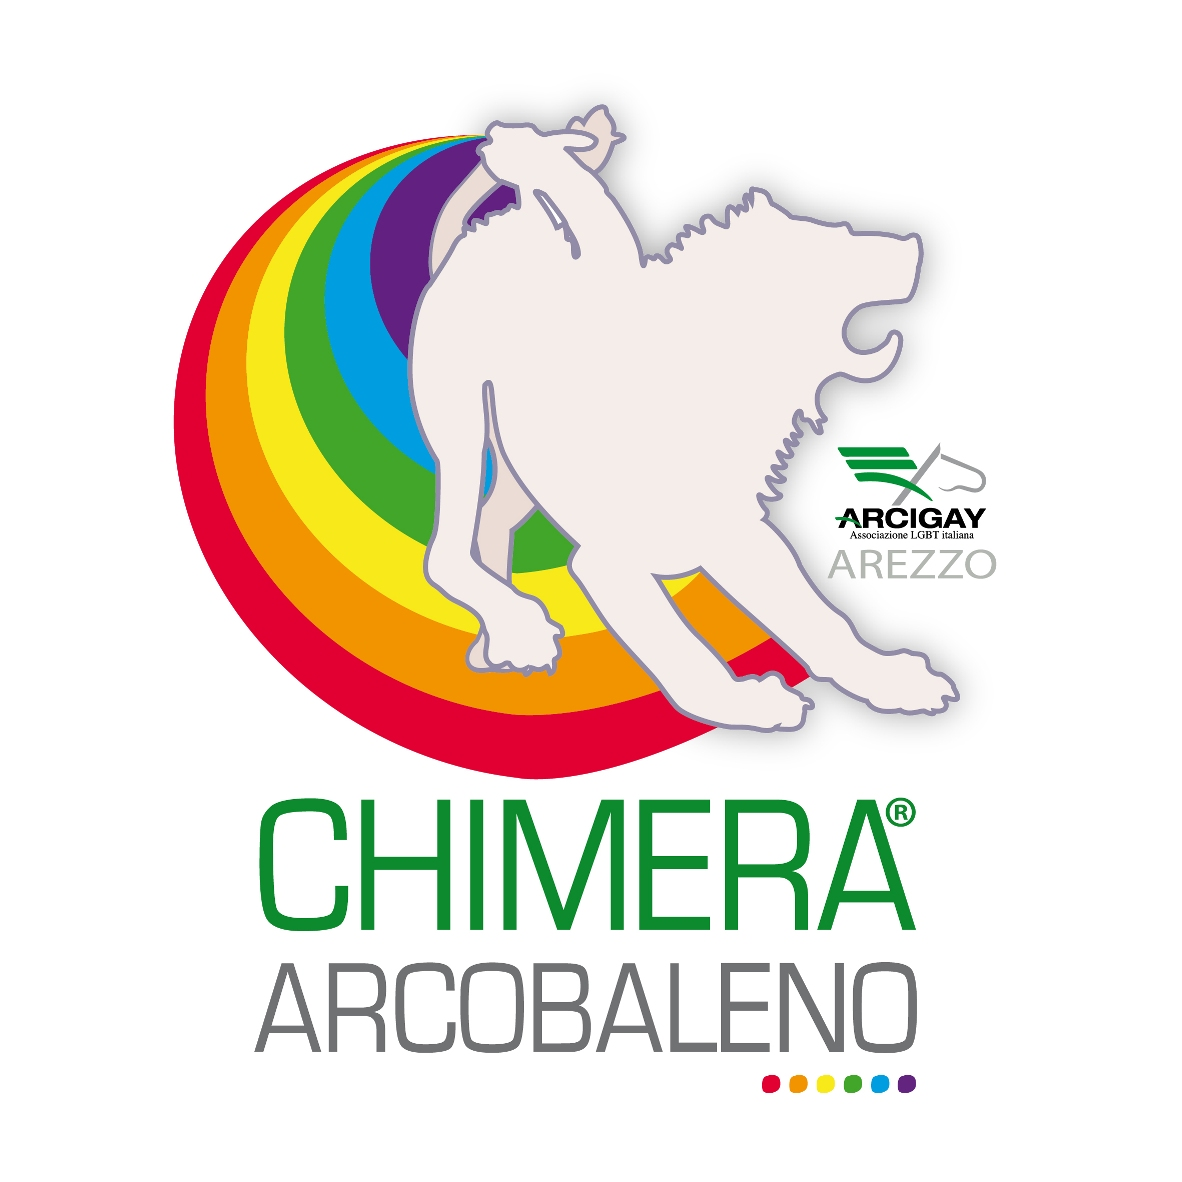 ARCIGAY
Associazione LGBT italiana
AREZZO
CHIMERA®
ARCOBALENO